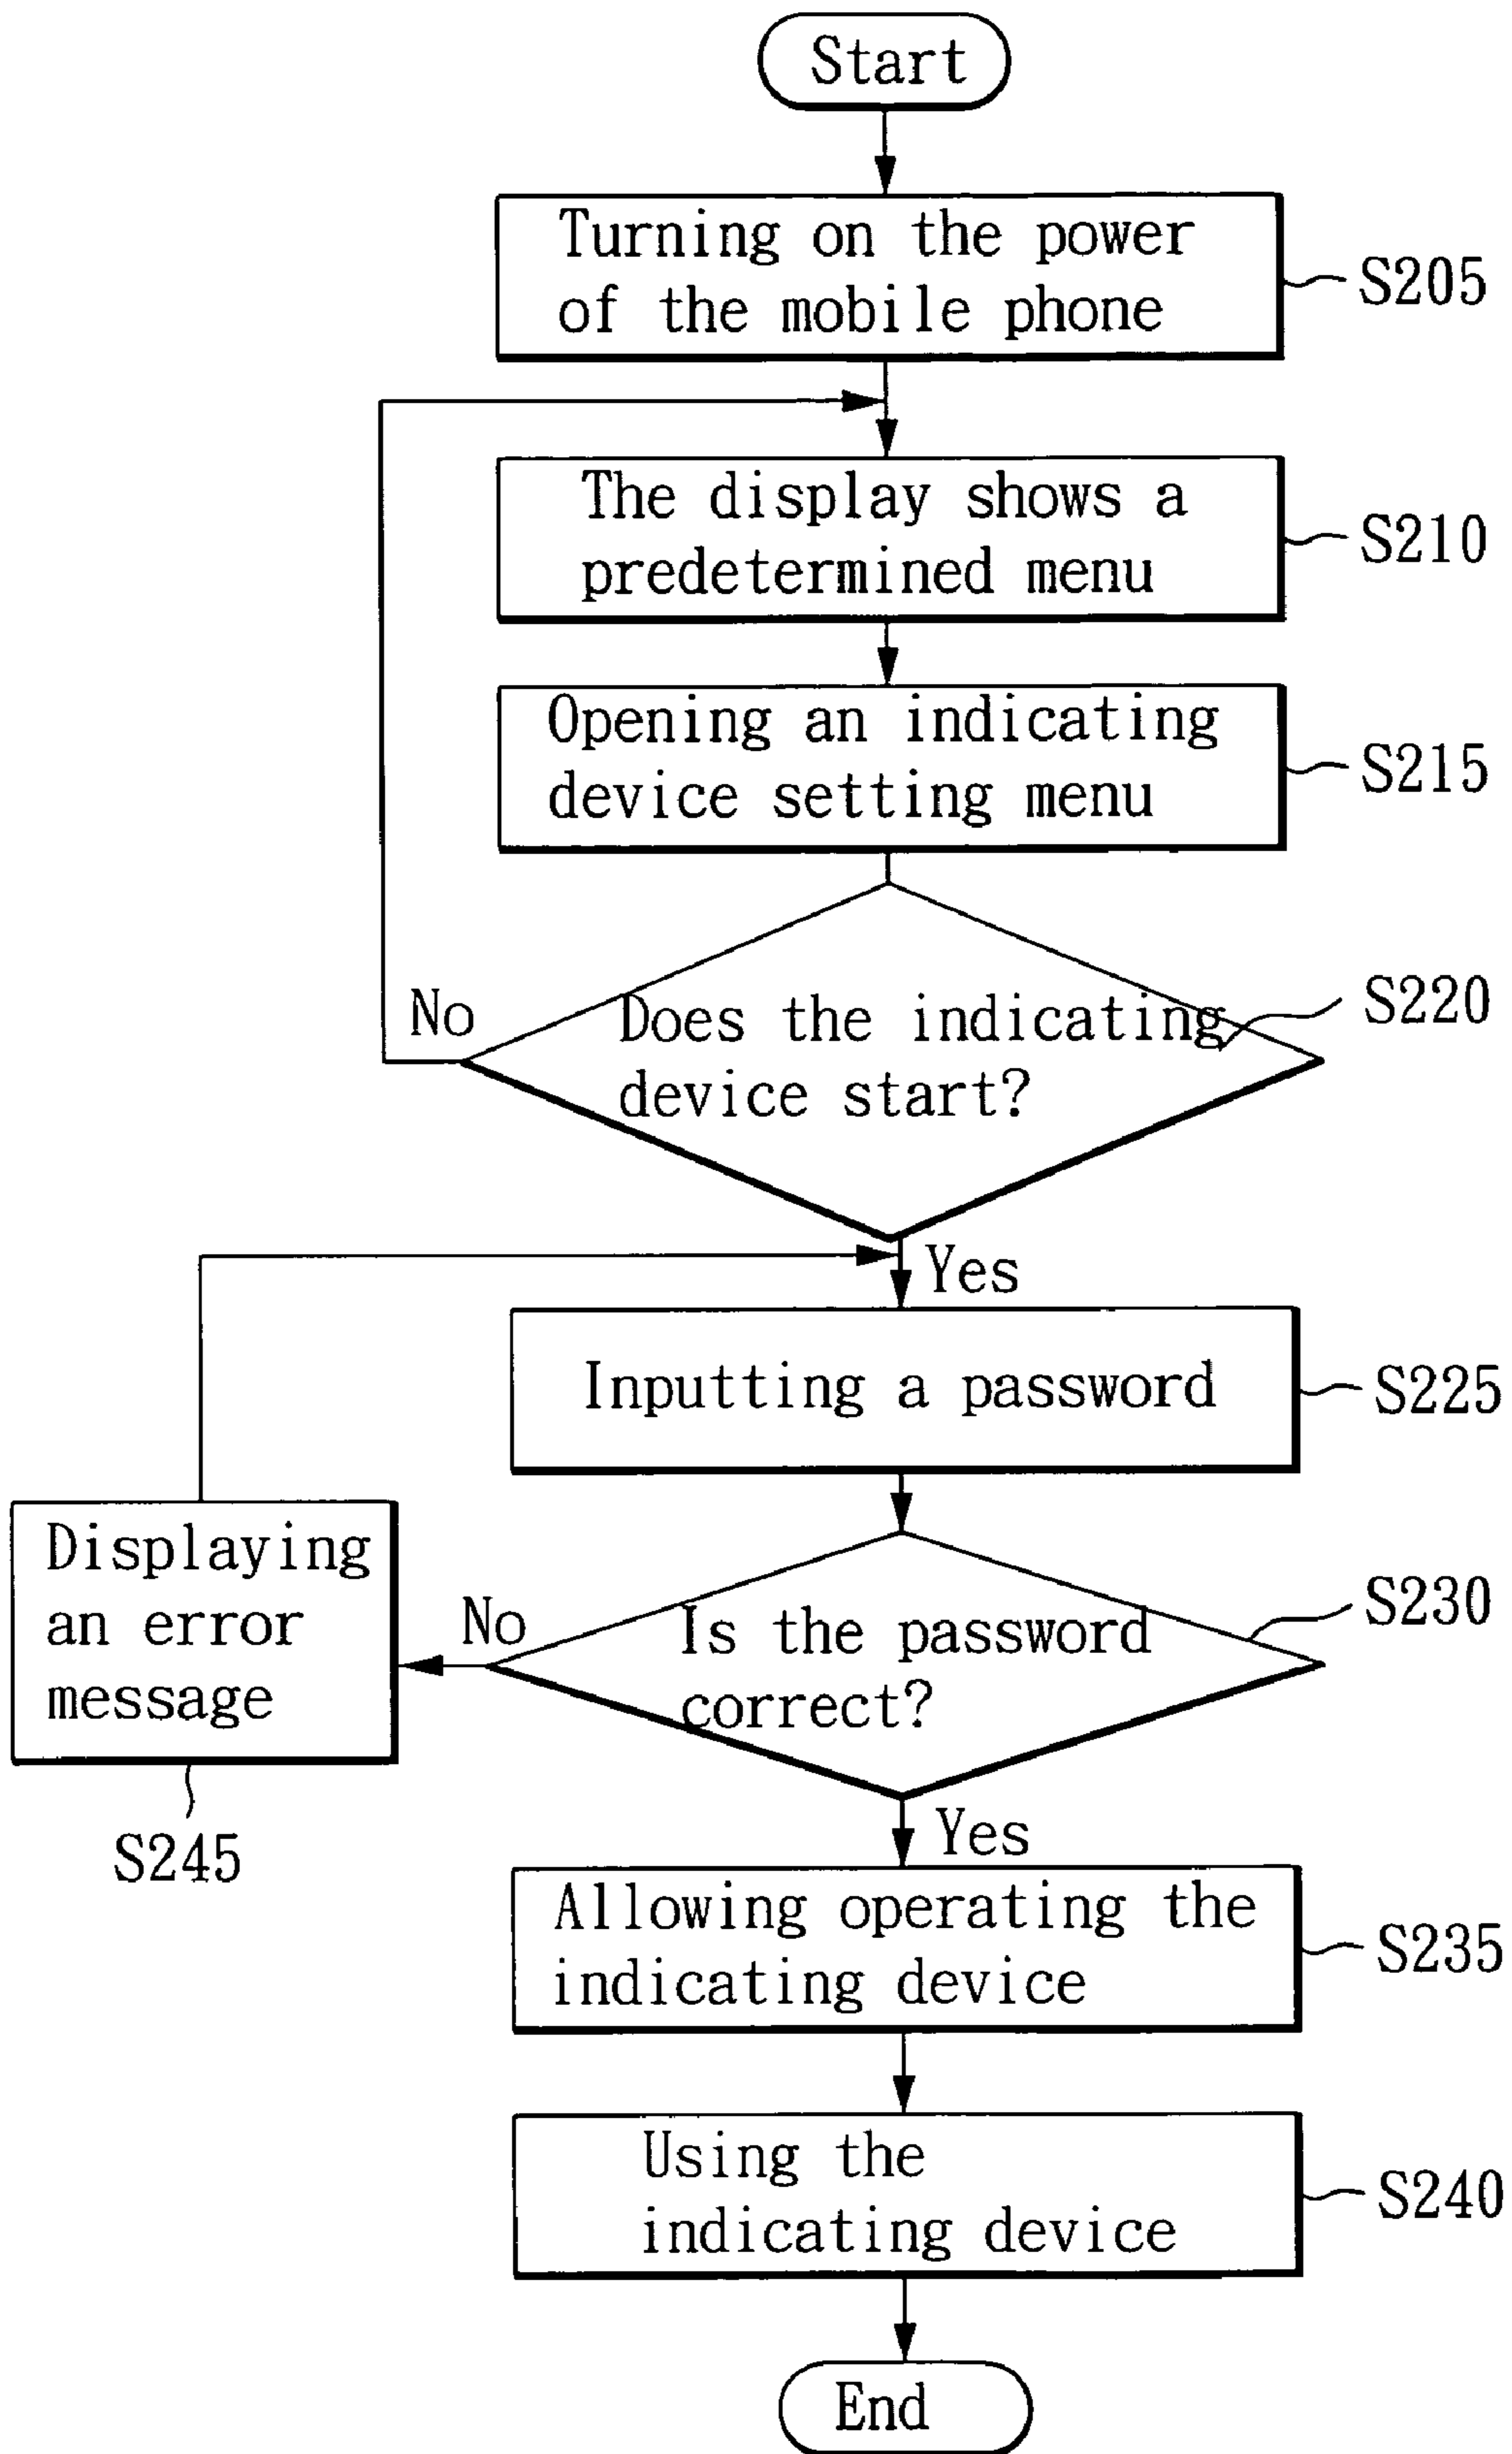 Start
Turning on the power
of the mobile phone
S205
The display shows a
predetermined menu
S210
Opening an indicating
device setting menu
S215
No
Does the indicating
device start?
S220
Yes
Inputting a password
S225
Displaying
an error
message
S245
No
Is the password
correct?
S230
Yes
Allowing operating the
indicating device
S235
Using the
indicating device
S240
End